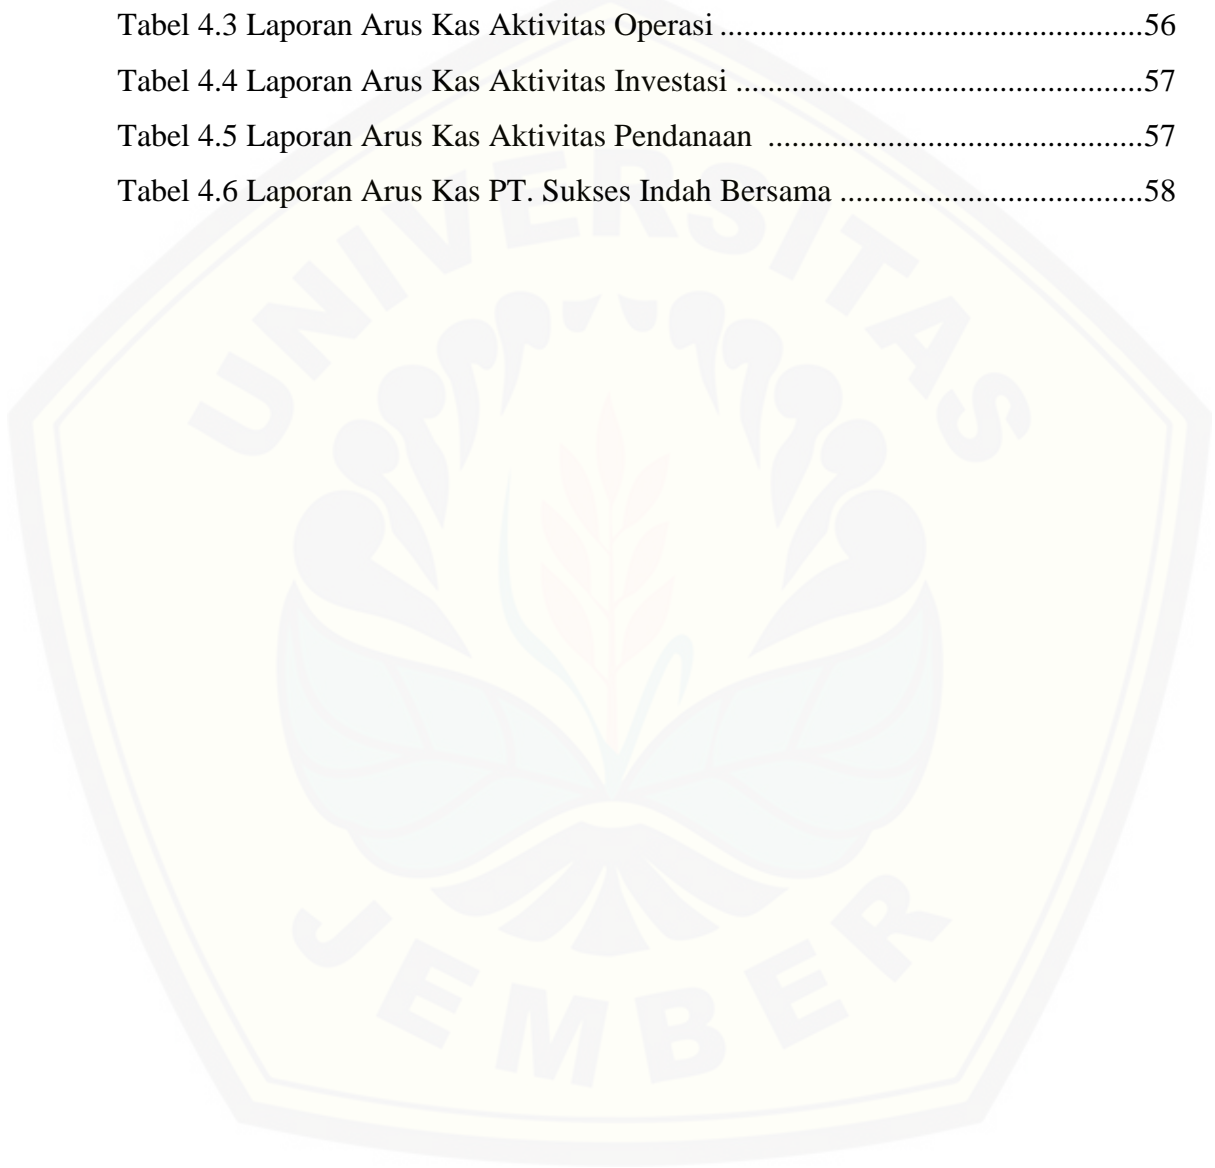 Tabel 4.3 Laporan Arus Kas Aktivitas Operasi ......................................................56
Tabel 4.4 Laporan Arus Kas Aktivitas Investasi ....................................................57
Tabel 4.5 Laporan Arus Kas Aktivitas Pendanaan ................................................57
Tabel 4.6 Laporan Arus Kas PT. Sukses Indah Bersama .......................................58
UNIVERSITAS
JEMBER